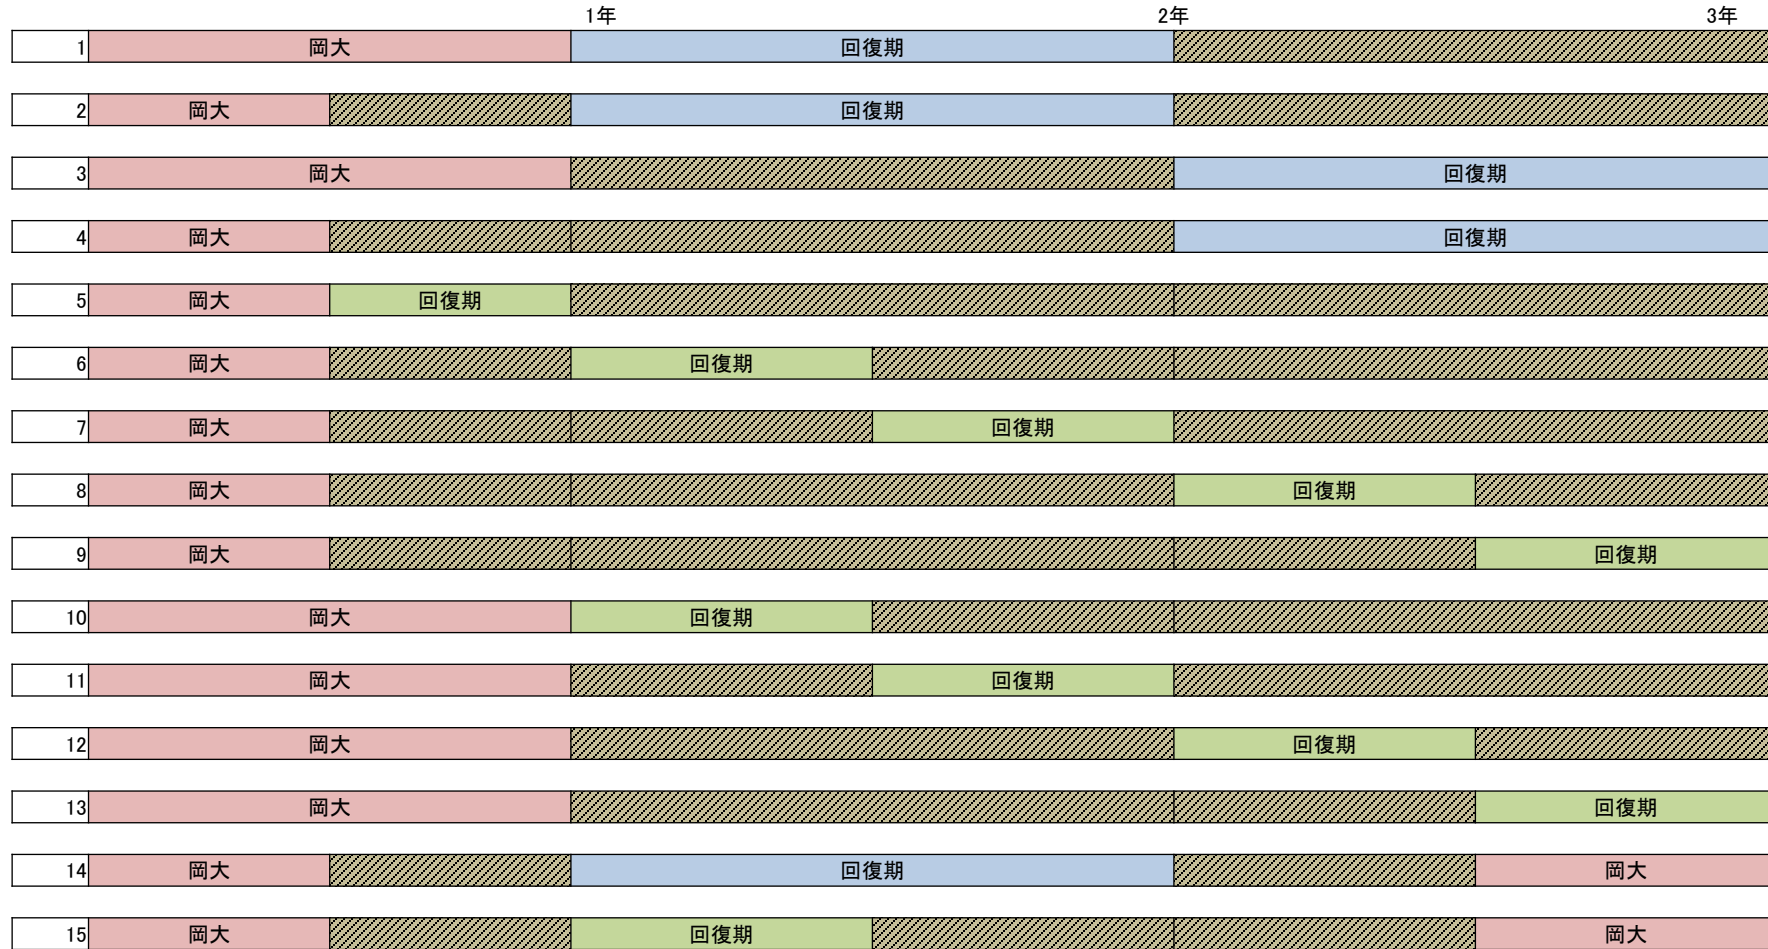 1年 2年 3年
1 岡大 回復期
2 岡大 回復期
3 岡大 回復期
4 岡大 回復期
5 岡大 回復期
6 岡大 回復期
7 岡大 回復期
8 岡大 回復期
9 岡大 回復期
10 岡大 回復期
11 岡大 回復期
12 岡大 回復期
13 岡大 回復期
14 岡大 回復期 岡大
15 岡大 回復期 岡大